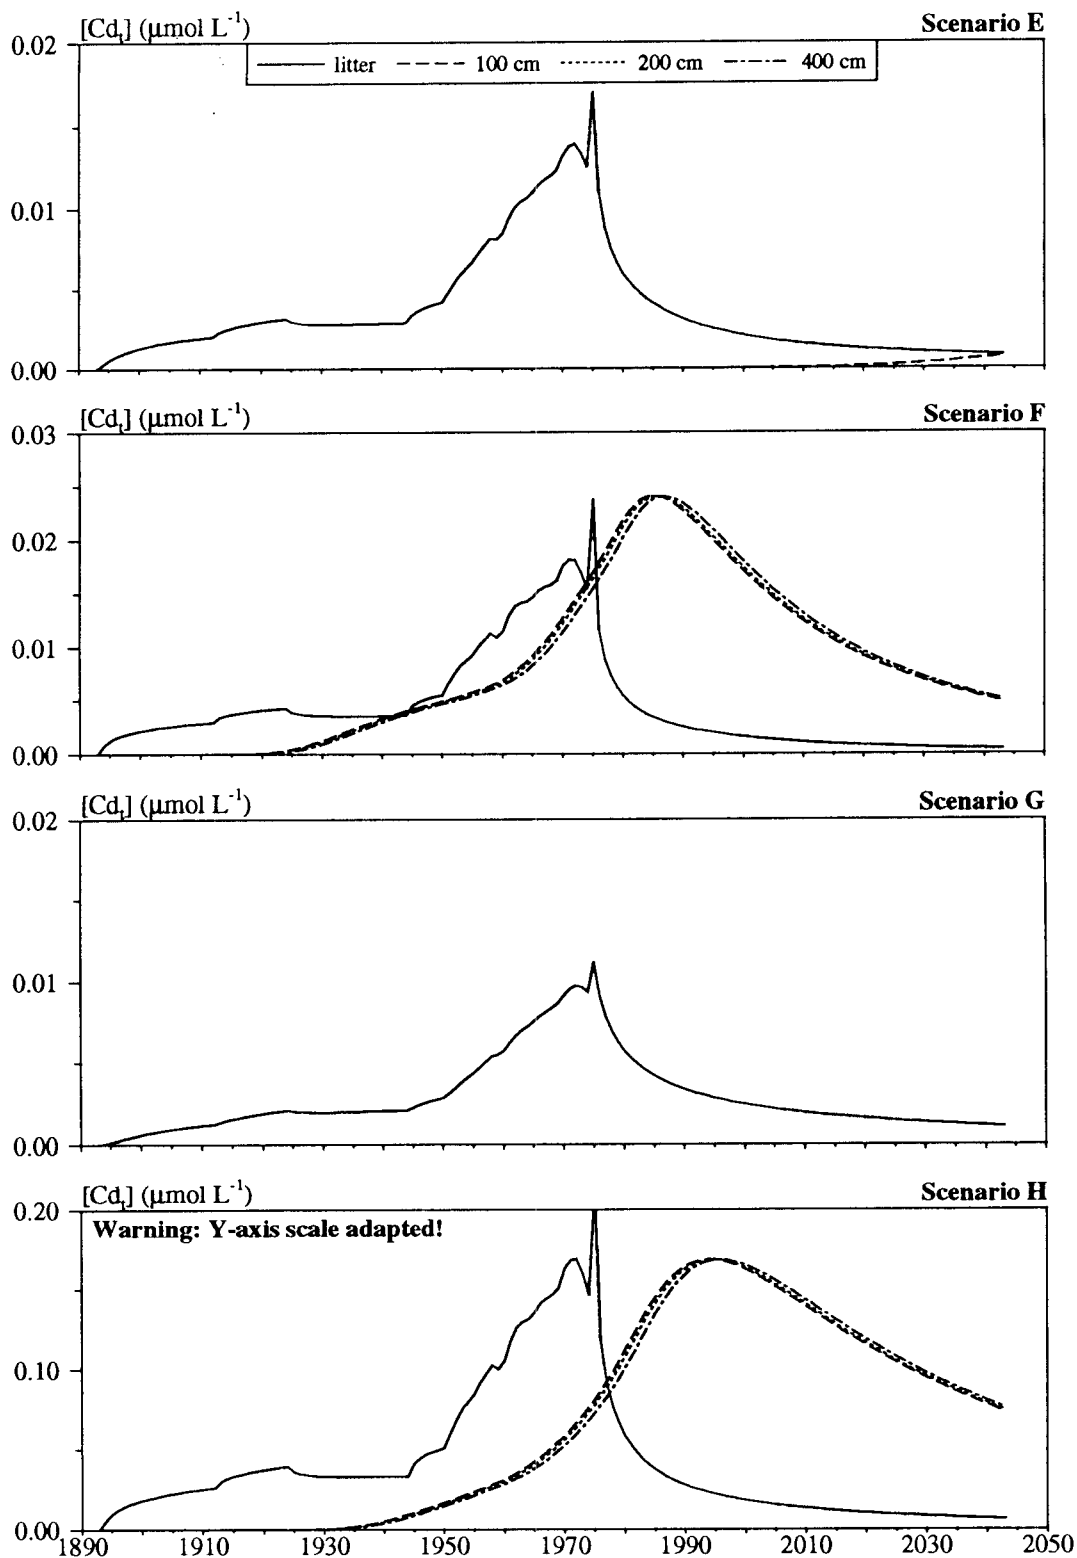 [Cdₜ] (µmol L⁻¹) Scenario E
litter 100 cm 200 cm 400 cm
0.02
0.01
0.00
[Cdₜ] (µmol L⁻¹) Scenario F
0.03
0.02
0.01
0.00
[Cdₜ] (µmol L⁻¹) Scenario G
0.02
0.01
0.00
[Cdₜ] (µmol L⁻¹) Scenario H
Warning: Y-axis scale adapted!
0.20
0.10
0.00
1890 1910 1930 1950 1970 1990 2010 2030 2050